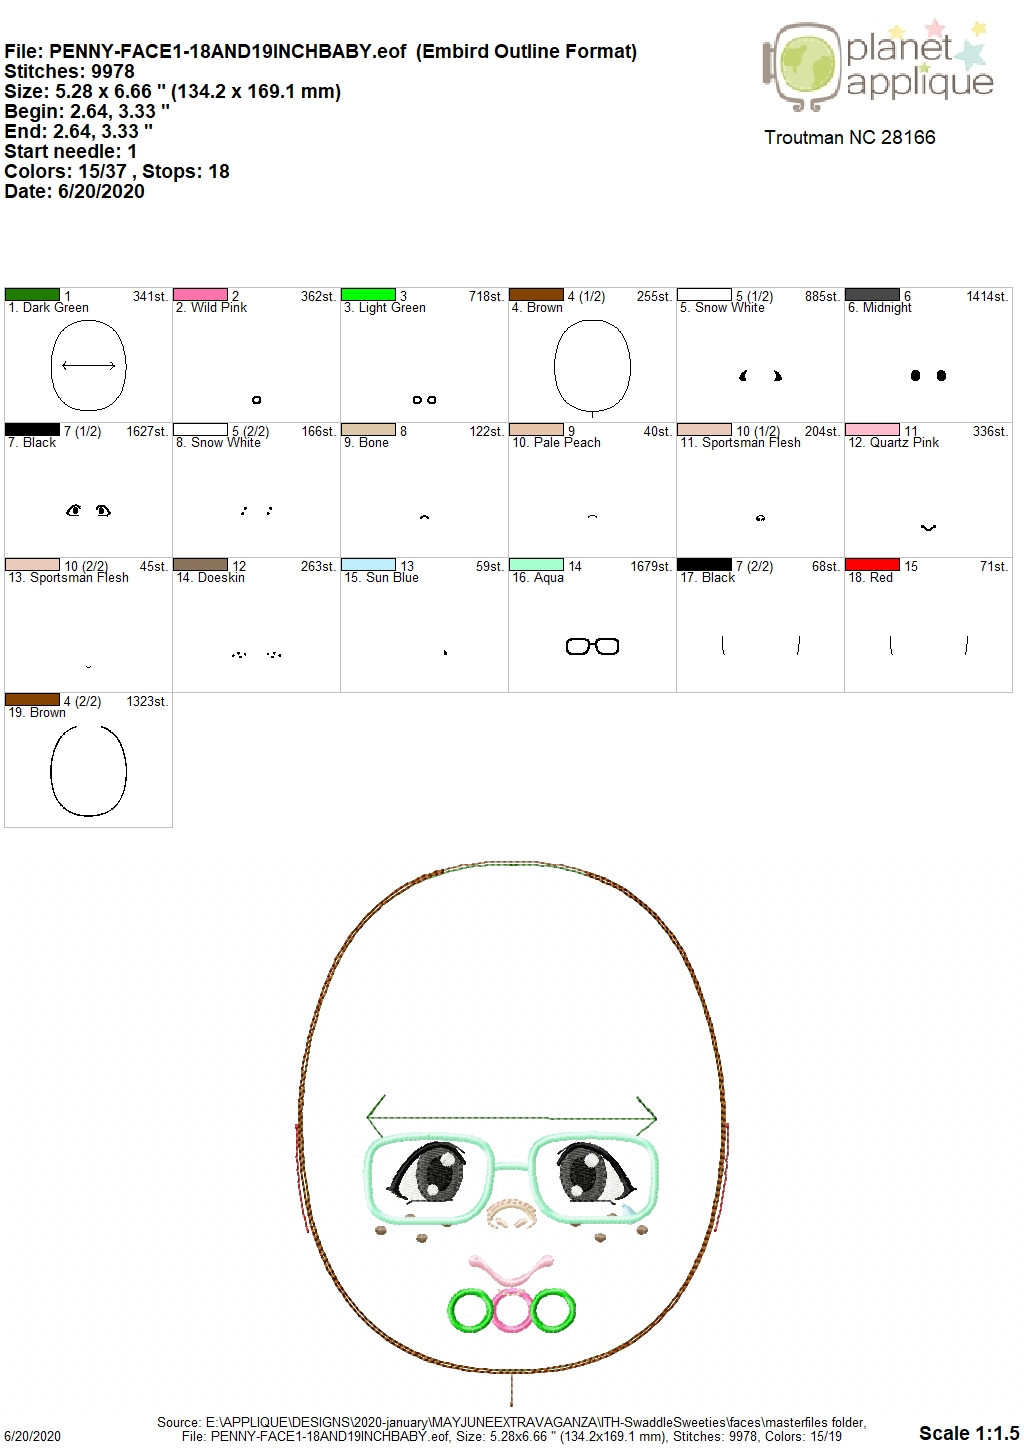 File: PENNY-FACE1-18AND19INCHBABY.eof  (Embird Outline Format)
Stitches: 9978
Size: 5.28 x 6.66 " (134.2 x 169.1 mm)
Begin: 2.64, 3.33 "
End: 2.64, 3.33 "
Start needle: 1
Colors: 15/37 , Stops: 18
Date: 6/20/2020
planet
applique
Troutman NC 28166
1 341st. 2 362st. 3 718st. 4 (1/2) 255st. 5 (1/2) 885st. 6 1414st.
1. Dark Green 2. Wild Pink 3. Light Green 4. Brown 5. Snow White 6. Midnight
7 (1/2) 1627st. 5 (2/2) 166st. 8 122st. 9 40st. 10 (1/2) 204st. 11 336st.
7. Black 8. Snow White 9. Bone 10. Pale Peach 11. Sportsman Flesh 12. Quartz Pink
10 (2/2) 45st. 12 263st. 13 59st. 14 1679st. 7 (2/2) 68st. 15 71st.
13. Sportsman Flesh 14. Doeskin 15. Sun Blue 16. Aqua 17. Black 18. Red
4 (2/2) 1323st.
19. Brown
Source: E:\APPLIQUE\DESIGNS\2020-january\MAYJUNEEXTRAVAGANZA\ITH-SwaddleSweeties\faces\masterfiles folder,
6/20/2020 File: PENNY-FACE1-18AND19INCHBABY.eof, Size: 5.28x6.66 " (134.2x169.1 mm), Stitches: 9978, Colors: 15/19 Scale 1:1.5